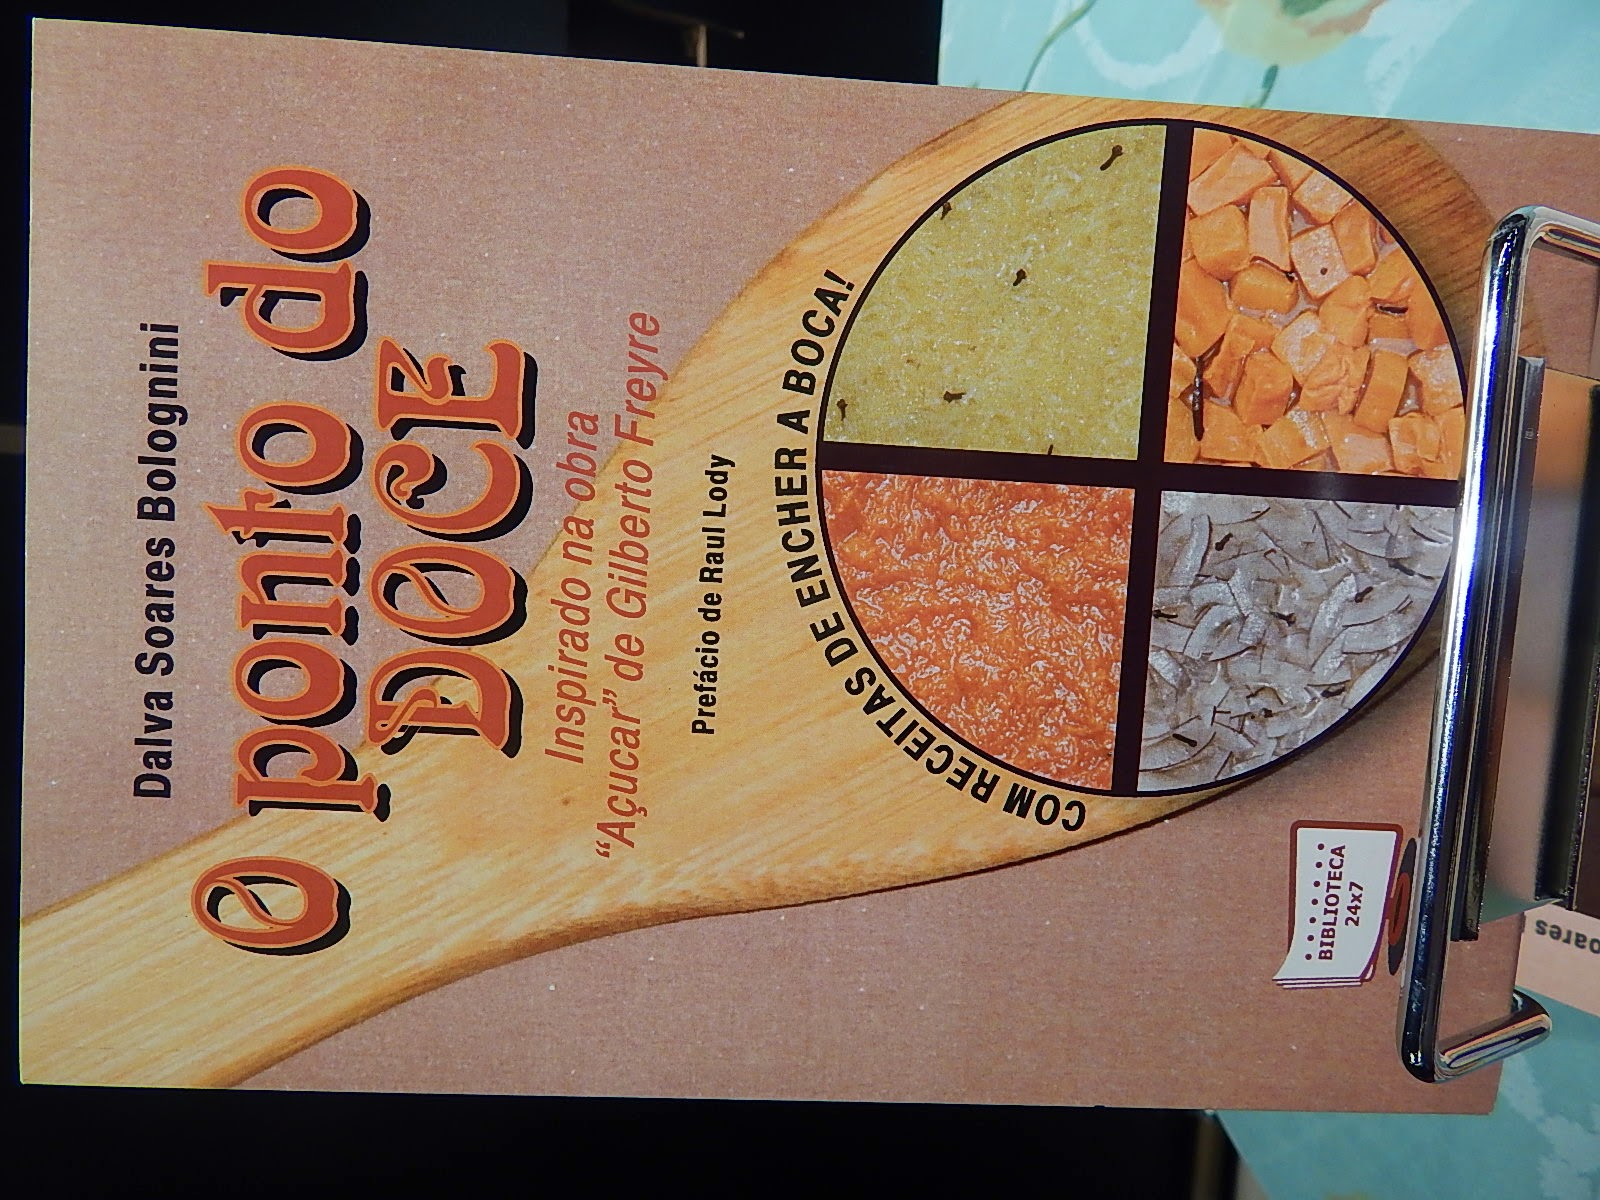 Dalva Soares Bolognini
O ponto do
DOCE
Inspirado na obra
“Açucar” de Gilberto Freyre
Prefácio de Raul Lody
COM RECEITAS DE ENCHER A BOCA!
BIBLIOTECA
24x7
oares